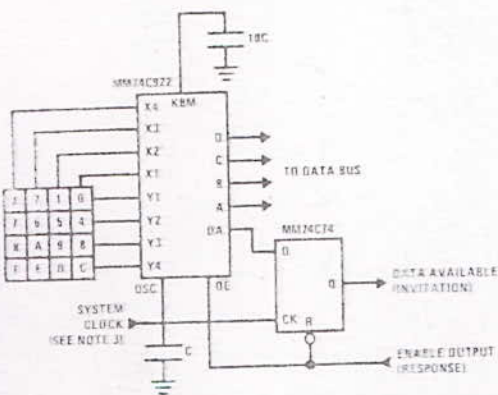 10C
MM74C922
X4 KBM
X3
X2
X1
Y1
Y2
Y3
Y4
D
C
B
A
DA
TO DATA BUS
MM74C74
2 1 0
7 6 5 4
A 9 8
F E D C
OSC
OE
D
Q
CK R
DATA AVAILABLE
(INVITATION)
SYSTEM
CLOCK
(SEE NOTE 3)
C
ENABLE OUTPUT
(RESPONSE)